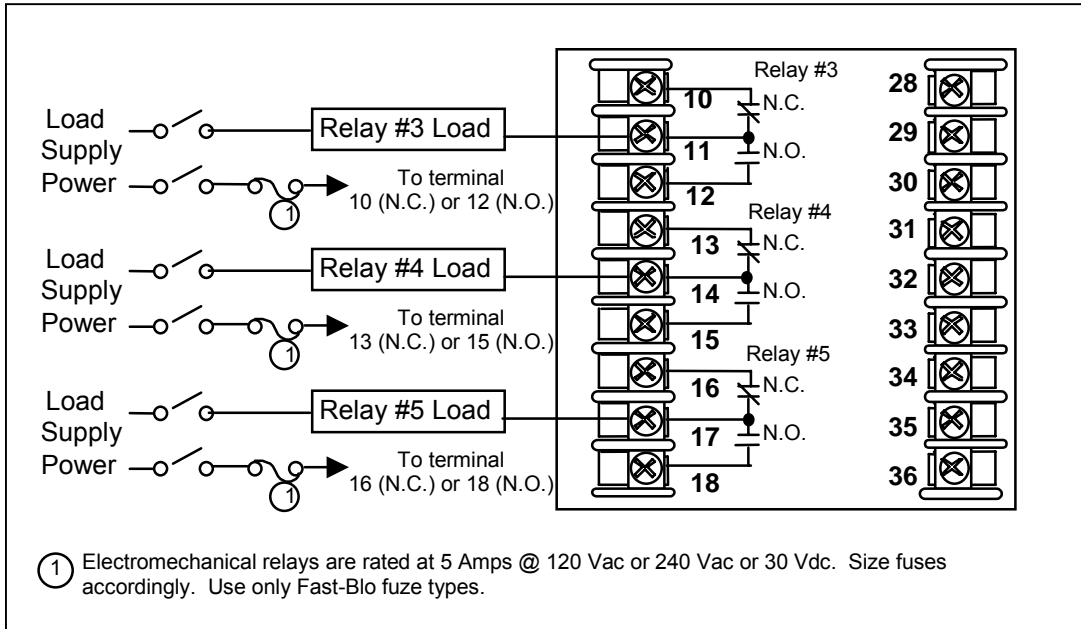 Load
Supply
Power
Relay #3 Load
1
To terminal
10 (N.C.) or 12 (N.O.)
Load
Supply
Power
Relay #4 Load
1
To terminal
13 (N.C.) or 15 (N.O.)
Load
Supply
Power
Relay #5 Load
1
To terminal
16 (N.C.) or 18 (N.O.)
Relay #3
10
N.C.
11
N.O.
12
Relay #4
13
N.C.
14
N.O.
15
Relay #5
16
N.C.
17
N.O.
18
28
29
30
31
32
33
34
35
36
1 Electromechanical relays are rated at 5 Amps @ 120 Vac or 240 Vac or 30 Vdc. Size fuses
accordingly. Use only Fast-Blo fuze types.